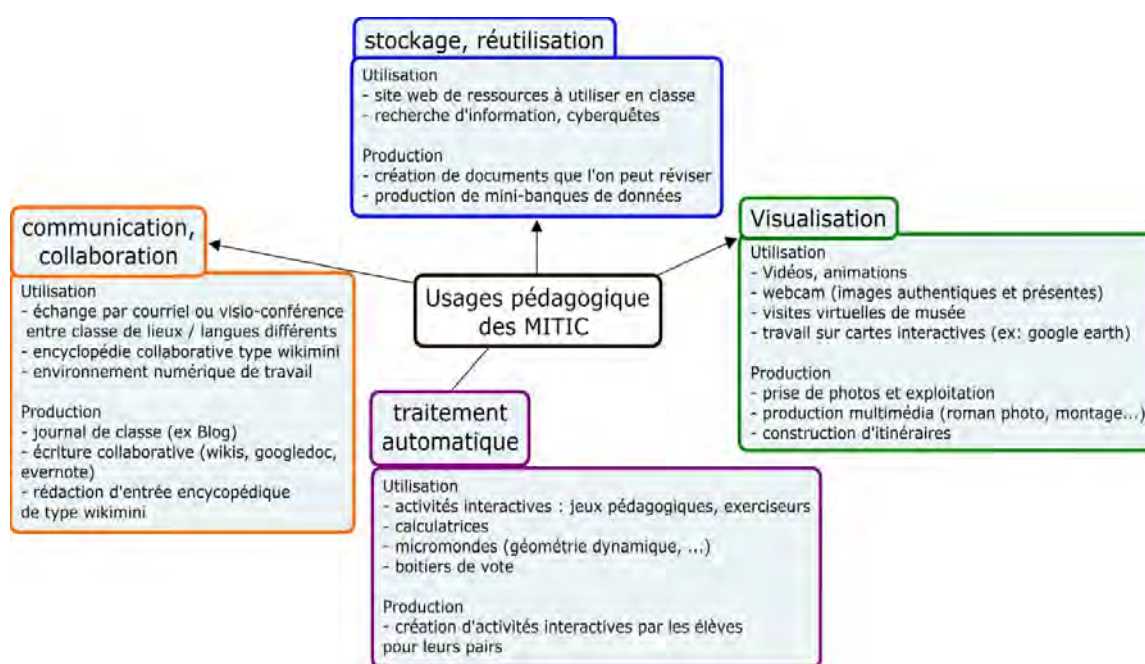 stockage, réutilisation
Utilisation
- site web de ressources à utiliser en classe
- recherche d'information, cyberquêtes
Production
- création de documents que l'on peut réviser
- production de mini-banques de données
communication,
collaboration
Utilisation
- échange par courriel ou visio-conférence
entre classe de lieux / langues différents
- encyclopédie collaborative type wikimini
- environnement numérique de travail
Production
- journal de classe (ex Blog)
- écriture collaborative (wikis, googledoc,
evernote)
- rédaction d'entrée encycopédique
de type wikimini
Usages pédagogique
des MITIC
Visualisation
Utilisation
- Vidéos, animations
- webcam (images authentiques et présentes)
- visites virtuelles de musée
- travail sur cartes interactives (ex: google earth)
Production
- prise de photos et exploitation
- production multimédia (roman photo, montage...)
- construction d'itinéraires
traitement
automatique
Utilisation
- activités interactives : jeux pédagogiques, exerciseurs
- calculatrices
- micromondes (géométrie dynamique, ...)
- boitiers de vote
Production
- création d'activités interactives par les élèves
pour leurs pairs